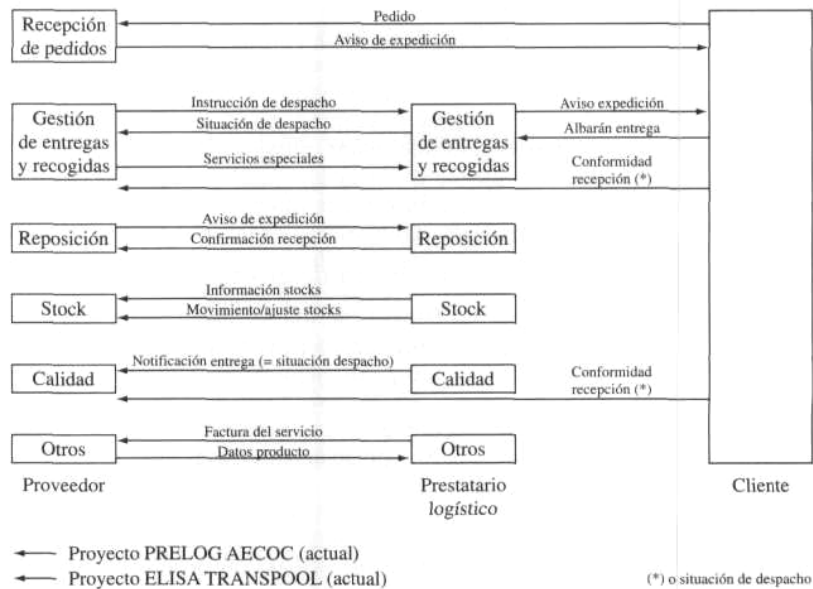 Recepción
de pedidos
Pedido
Aviso de expedición
Gestión
de entregas
y recogidas
Instrucción de despacho
Situación de despacho
Servicios especiales
Gestión
de entregas
y recogidas
Aviso expedición
Albarán entrega
Conformidad
recepción (*)
Reposición
Aviso de expedición
Confirmación recepción
Reposición
Stock
Información stocks
Movimiento/ajuste stocks
Stock
Calidad
Notificación entrega (= situación despacho)
Calidad
Conformidad
recepción (*)
Otros
Factura del servicio
Datos producto
Otros
Proveedor
Prestatario
logístico
Cliente
Proyecto PRELOG AECOC (actual)
Proyecto ELISA TRANSPOOL (actual)
(*) o situación de despacho